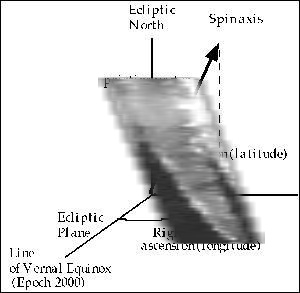 Ecliptic
North
Spin axis
(latitude)
Ecliptic
Plane
ascension (longitude)
Line
of Vernal Equinox
(Epoch 2000)